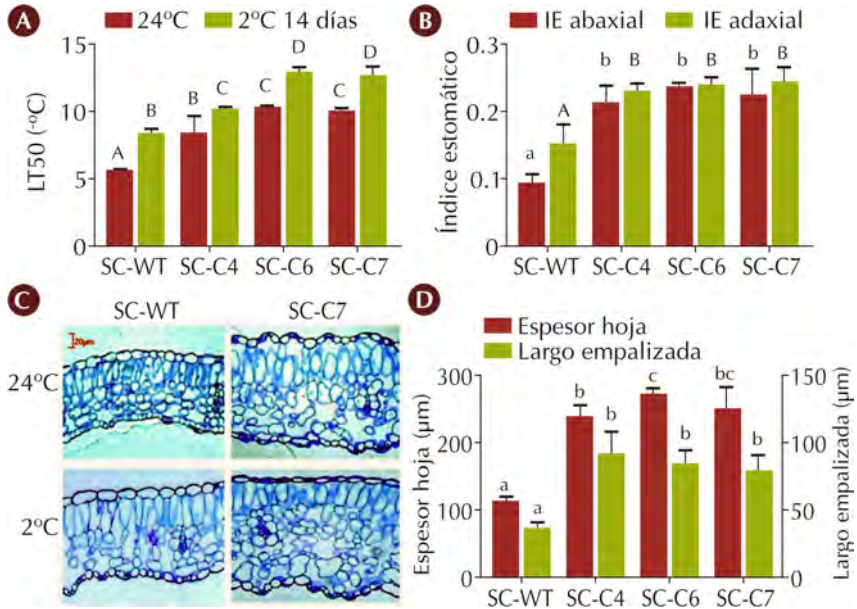 A
24ºC 2ºC 14 días
15
10
5
0
LT50 (-ºC)
A B B C C D C D
SC-WT SC-C4 SC-C6 SC-C7
B
IE abaxial IE adaxial
0.3
0.2
0.1
0
Índice estomático
a A b B b B b B
SC-WT SC-C4 SC-C6 SC-C7
C
SC-WT SC-C7
20µm
24ºC
2ºC
D
Espesor hoja
Largo empalizada
300
200
100
0
Espesor hoja (µm)
150
100
50
0
Largo empalizada (µm)
a a b b c b bc b
SC-WT SC-C4 SC-C6 SC-C7